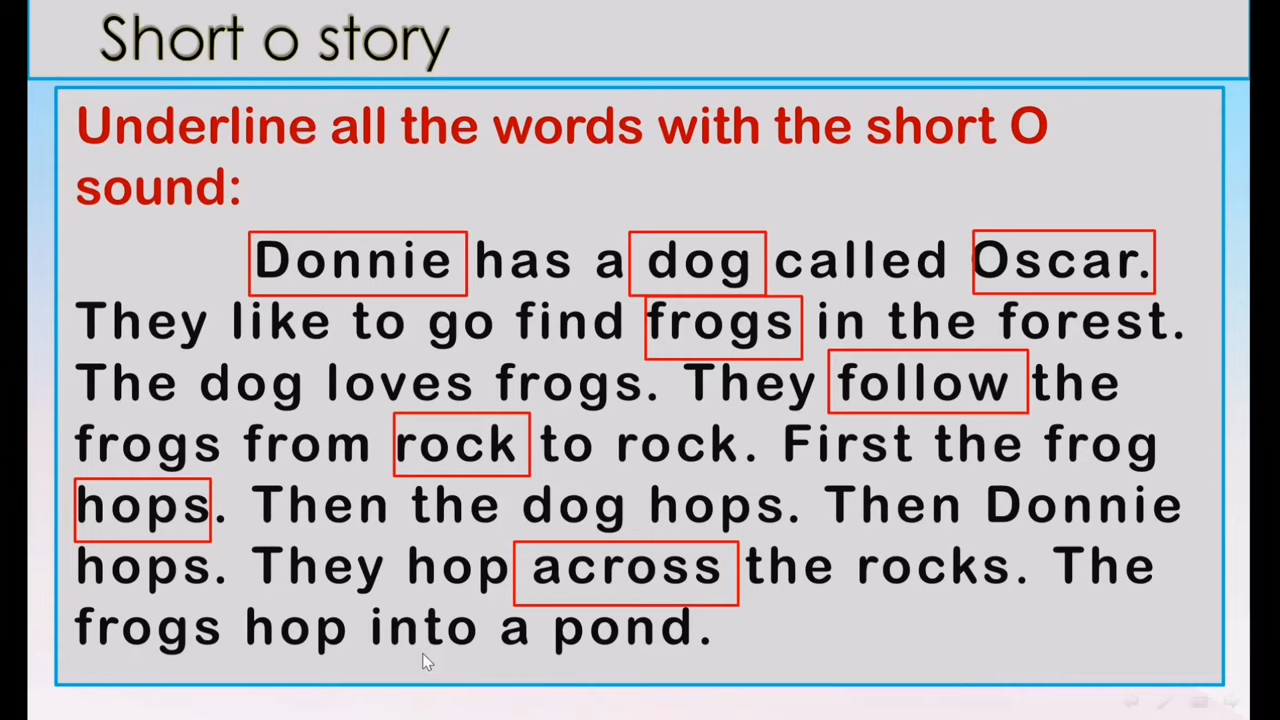 Short o story
Underline all the words with the short O
sound:
Donnie has a dog called Oscar.
They like to go find frogs in the forest.
The dog loves frogs. They follow the
frogs from rock to rock. First the frog
hops. Then the dog hops. Then Donnie
hops. They hop across the rocks. The
frogs hop into a pond.